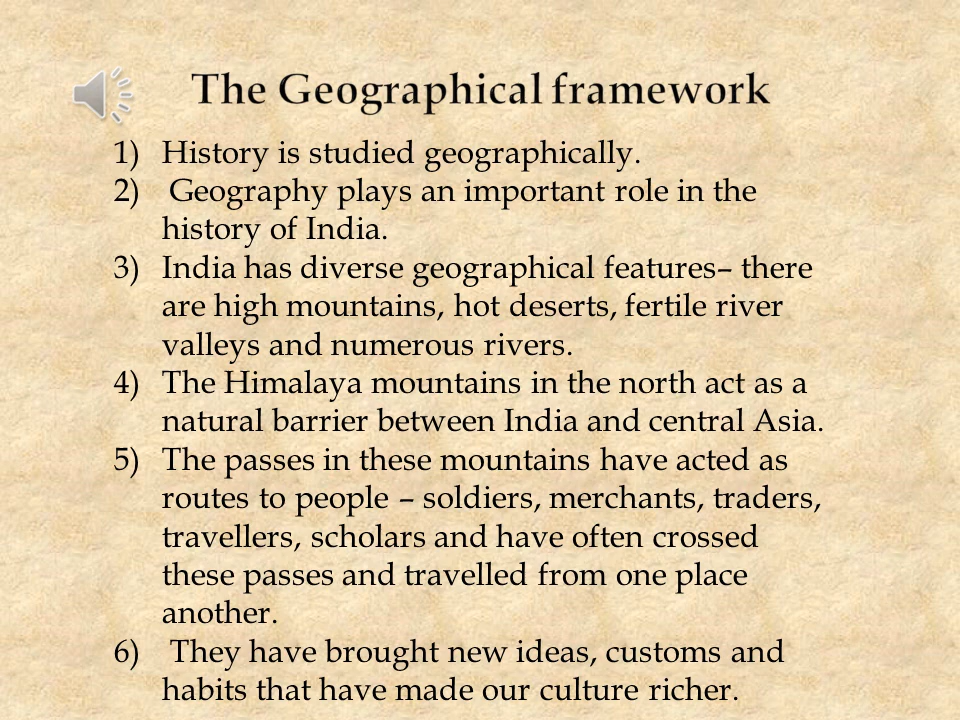 The Geographical framework
1) History is studied geographically.
2) Geography plays an important role in the
history of India.
3) India has diverse geographical features– there
are high mountains, hot deserts, fertile river
valleys and numerous rivers.
4) The Himalaya mountains in the north act as a
natural barrier between India and central Asia.
5) The passes in these mountains have acted as
routes to people – soldiers, merchants, traders,
travellers, scholars and have often crossed
these passes and travelled from one place
another.
6) They have brought new ideas, customs and
habits that have made our culture richer.